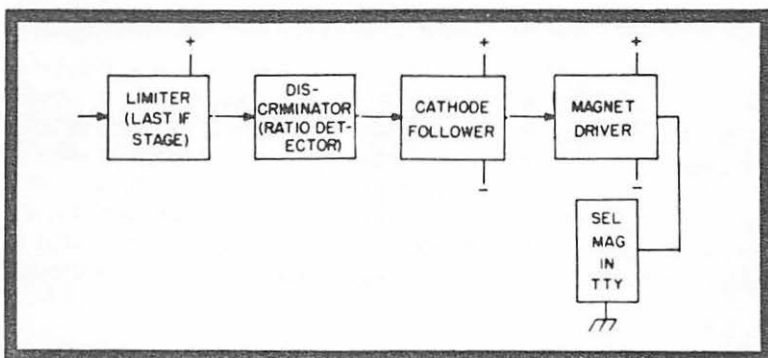 +
LIMITER
(LAST IF
STAGE)
DIS-
CRIMINATOR
(RATIO DET-
ECTOR)
+
CATHODE
FOLLOWER
−
+
MAGNET
DRIVER
−
SEL
MAG
IN
TTY